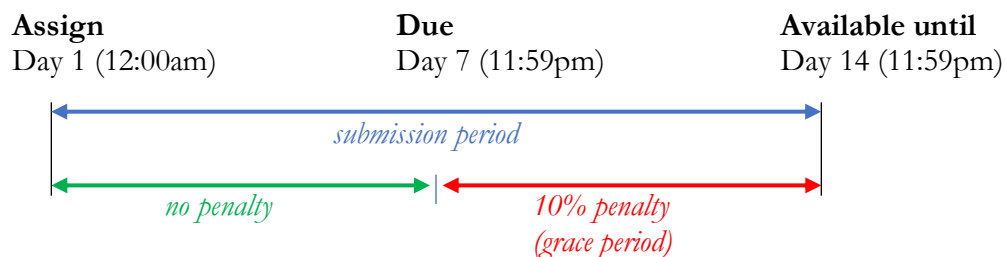 Assign
Day 1 (12:00am)
Due
Day 7 (11:59pm)
Available until
Day 14 (11:59pm)
submission period
no penalty
10% penalty
(grace period)